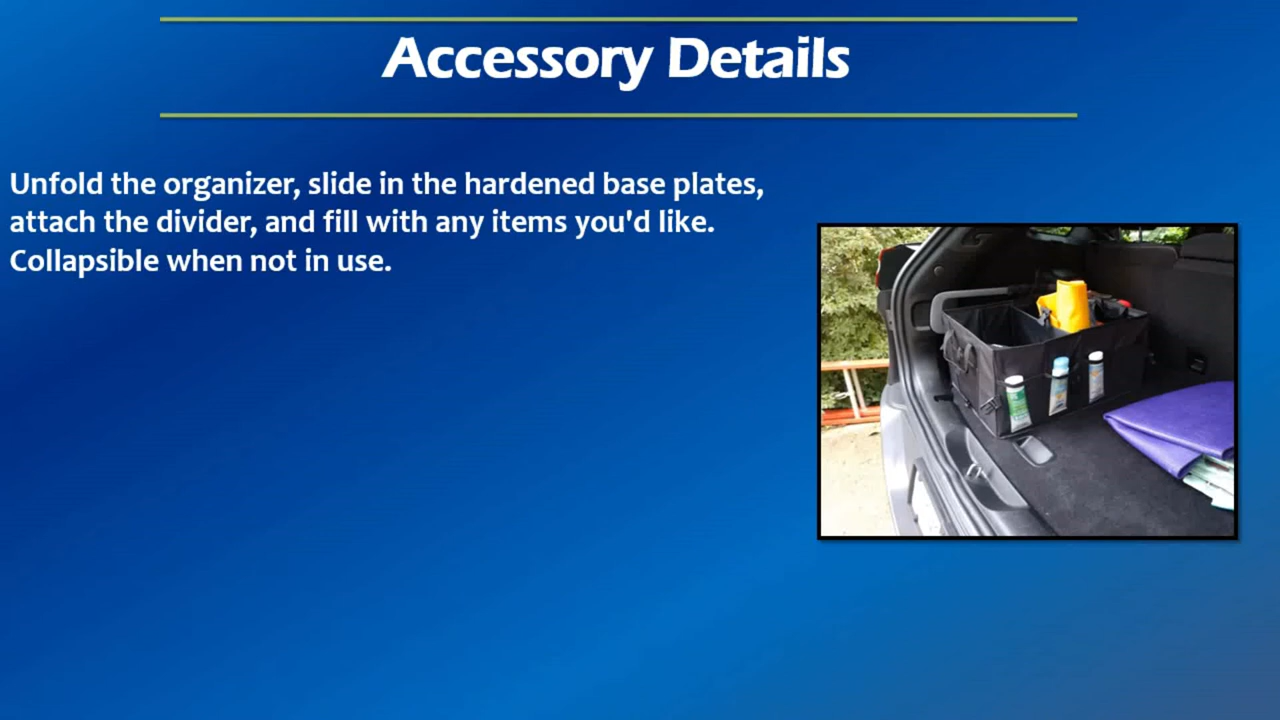 Accessory Details
Unfold the organizer, slide in the hardened base plates,
attach the divider, and fill with any items you'd like.
Collapsible when not in use.